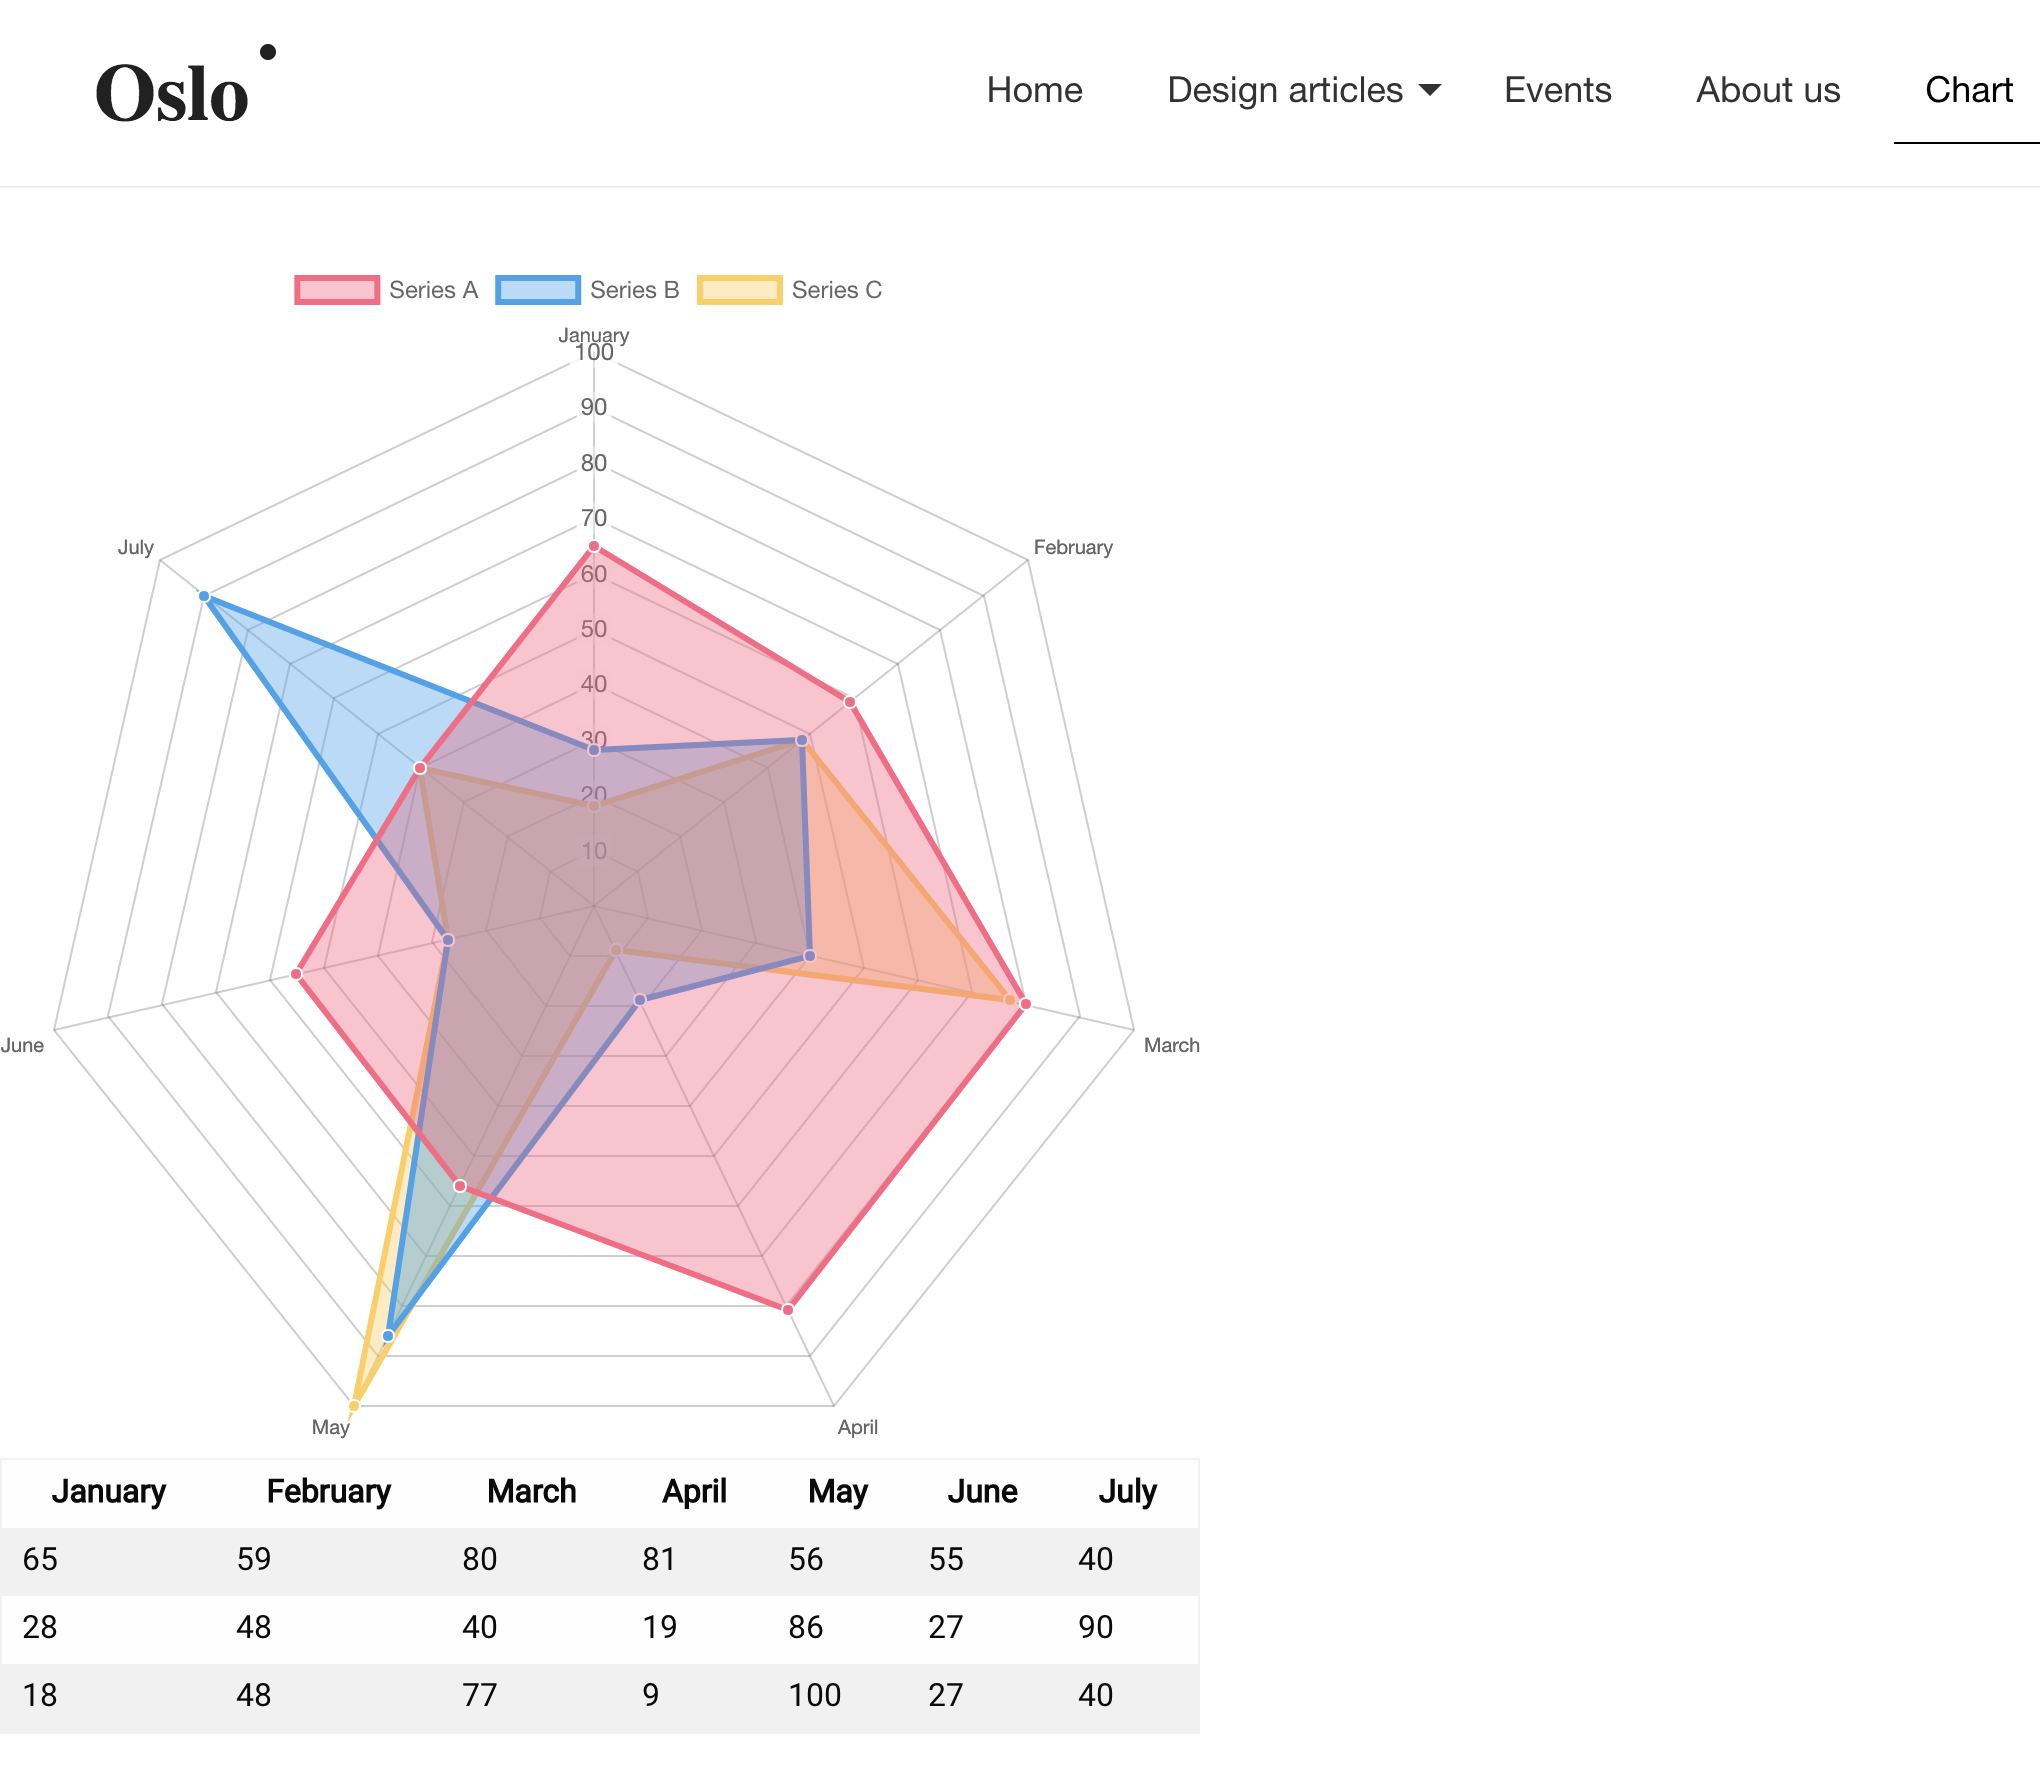 Oslo
Home Design articles Events About us Chart
Series A Series B Series C
January
100
90
80
70
60
50
40
30
20
10
July
February
June
March
May
April
January February March April May June July
65 59 80 81 56 55 40
28 48 40 19 86 27 90
18 48 77 9 100 27 40